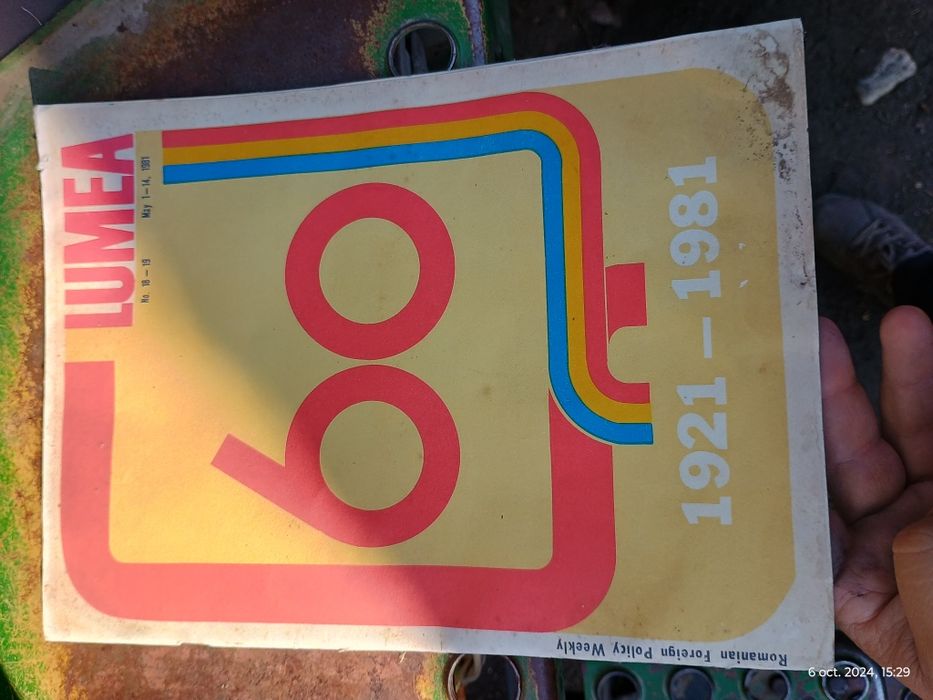 LUMEA
No. 18 — 19 May 1—14, 1981
60
1921 — 1981
Romanian Foreign Policy Weekly
6 oct. 2024, 15:29